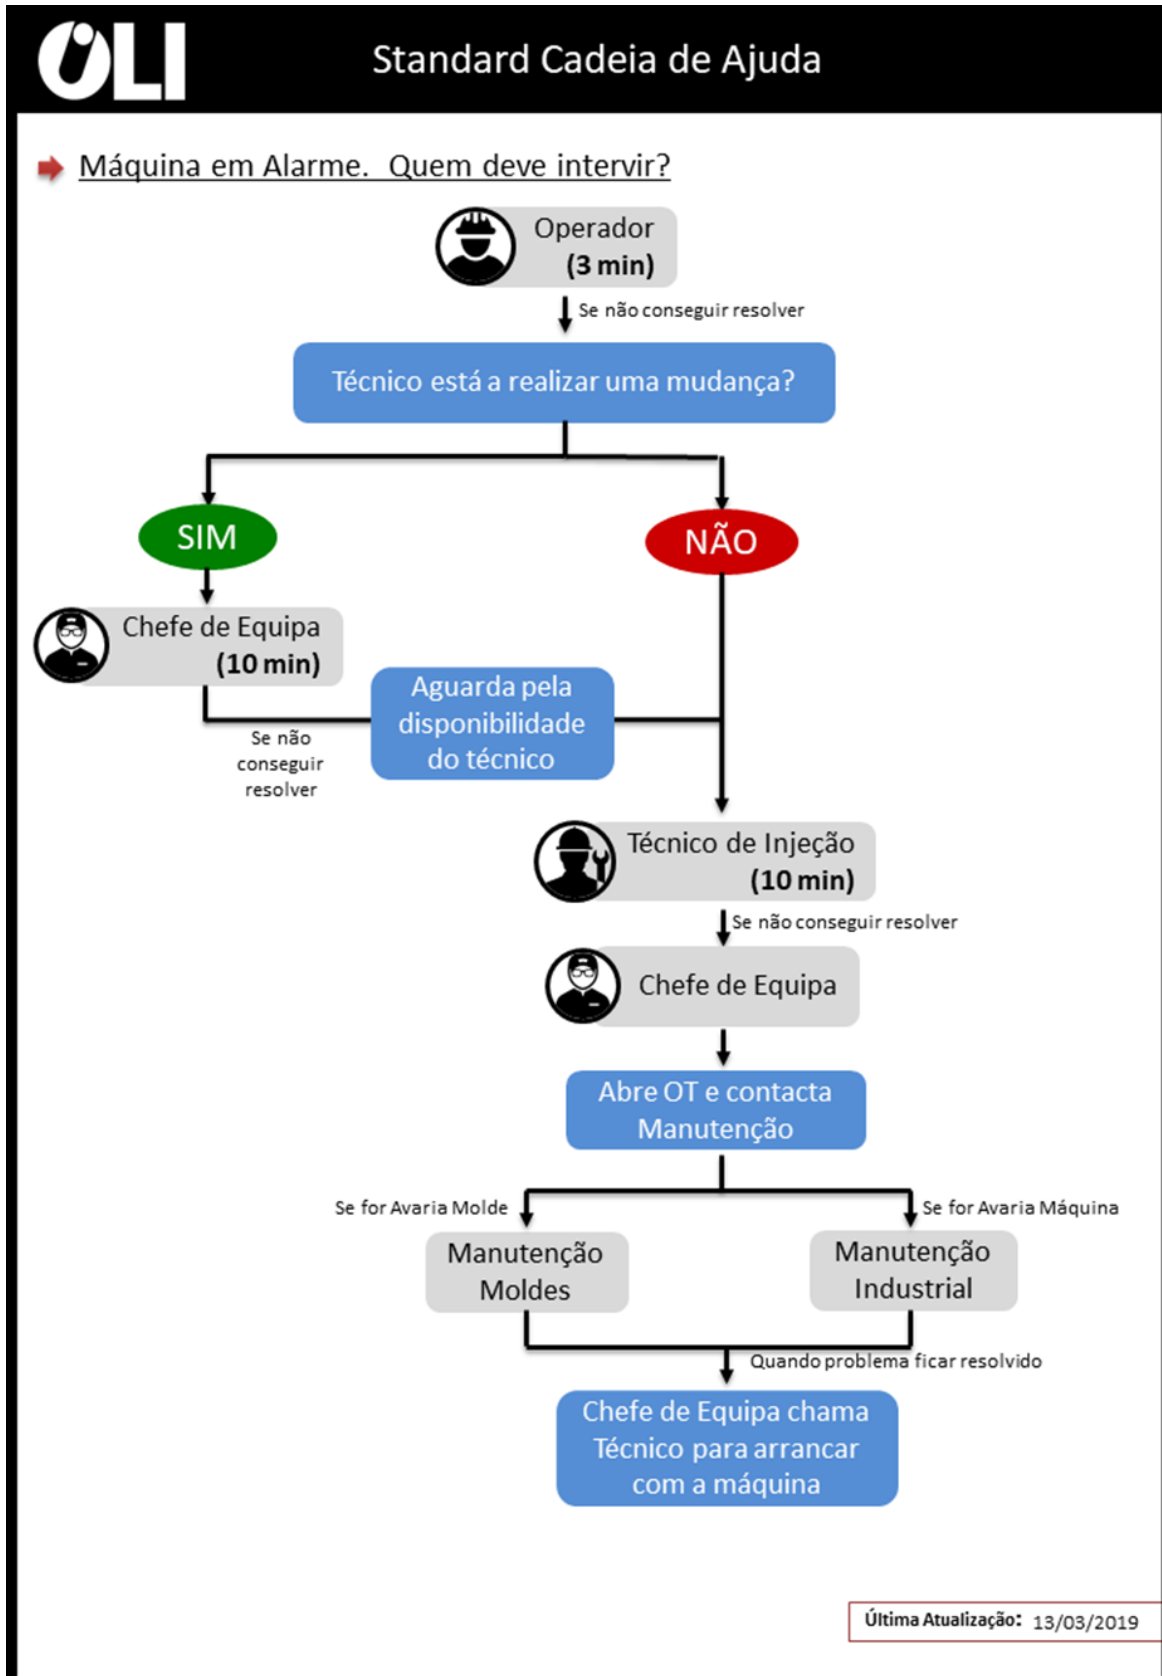 OLI
Standard Cadeia de Ajuda
Máquina em Alarme. Quem deve intervir?
Operador
(3 min)
Se não conseguir resolver
Técnico está a realizar uma mudança?
SIM
NÃO
Chefe de Equipa
(10 min)
Se não
conseguir
resolver
Aguarda pela
disponibilidade
do técnico
Técnico de Injeção
(10 min)
Se não conseguir resolver
Chefe de Equipa
Abre OT e contacta
Manutenção
Se for Avaria Molde
Se for Avaria Máquina
Manutenção
Moldes
Manutenção
Industrial
Quando problema ficar resolvido
Chefe de Equipa chama
Técnico para arrancar
com a máquina
Última Atualização: 13/03/2019